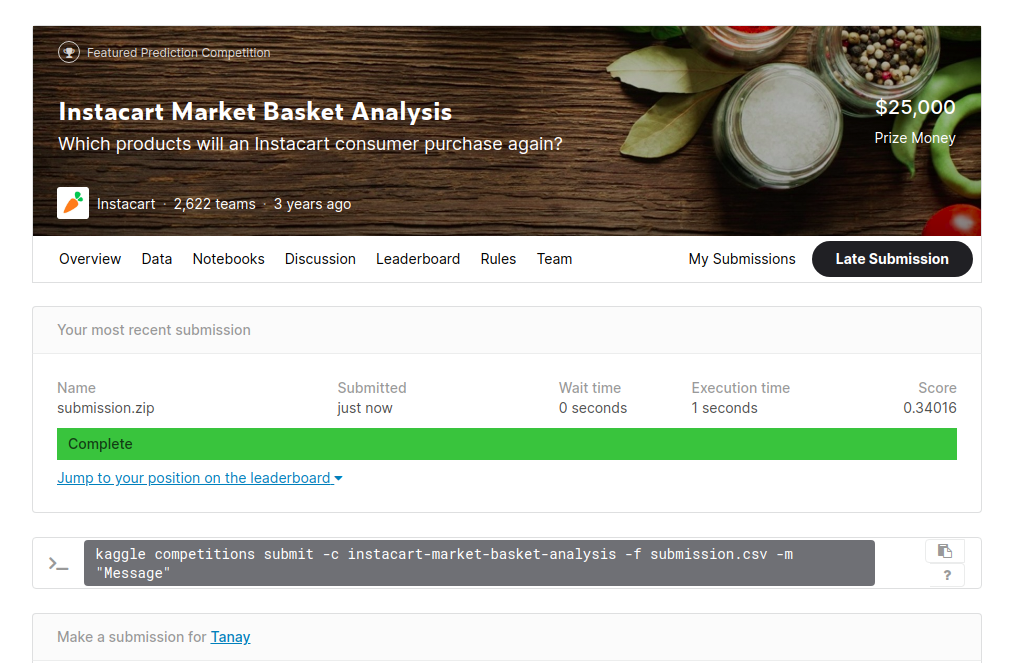 Featured Prediction Competition
Instacart Market Basket Analysis
$25,000
Which products will an Instacart consumer purchase again?
Prize Money
Instacart · 2,622 teams · 3 years ago
Overview Data Notebooks Discussion Leaderboard Rules Team My Submissions Late Submission
Your most recent submission
Name Submitted Wait time Execution time Score
submission.zip just now 0 seconds 1 seconds 0.34016
Complete
Jump to your position on the leaderboard
>_ kaggle competitions submit -c instacart-market-basket-analysis -f submission.csv -m
"Message"
?
Make a submission for Tanay